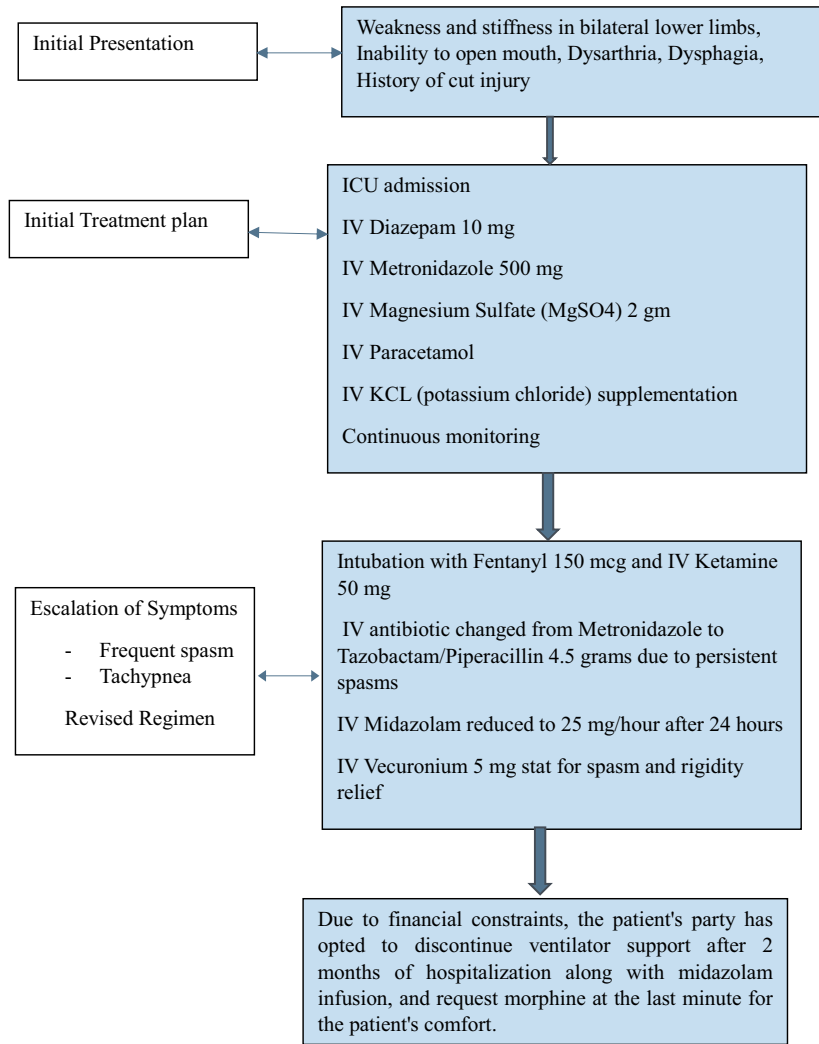 Initial Presentation
Weakness and stiffness in bilateral lower limbs,
Inability to open mouth, Dysarthria, Dysphagia,
History of cut injury
Initial Treatment plan
ICU admission
IV Diazepam 10 mg
IV Metronidazole 500 mg
IV Magnesium Sulfate (MgSO4) 2 gm
IV Paracetamol
IV KCL (potassium chloride) supplementation
Continuous monitoring
Escalation of Symptoms
- Frequent spasm
- Tachypnea
Revised Regimen
Intubation with Fentanyl 150 mcg and IV Ketamine
50 mg
IV antibiotic changed from Metronidazole to
Tazobactam/Piperacillin 4.5 grams due to persistent
spasms
IV Midazolam reduced to 25 mg/hour after 24 hours
IV Vecuronium 5 mg stat for spasm and rigidity
relief
Due to financial constraints, the patient's party has
opted to discontinue ventilator support after 2
months of hospitalization along with midazolam
infusion, and request morphine at the last minute for
the patient's comfort.